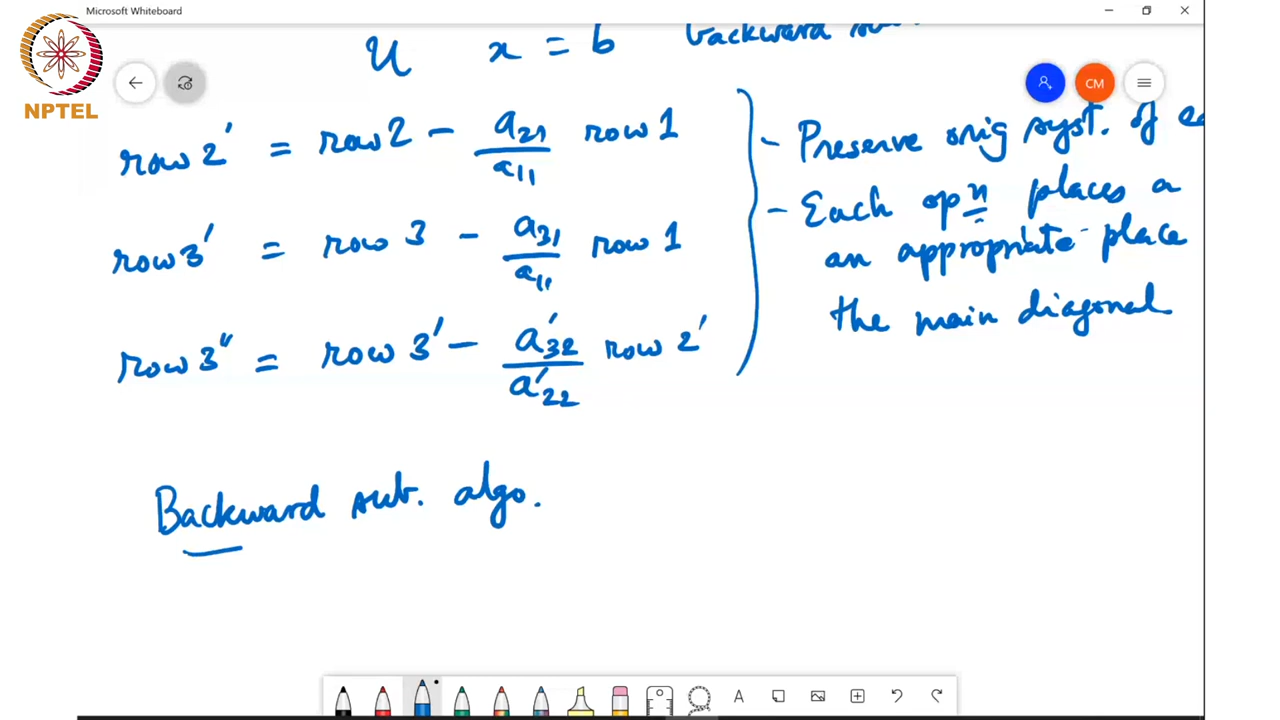 Microsoft Whiteboard
NPTEL
CM
U x = b backward
row 2' = row 2 - a21/a11 row 1
row 3' = row 3 - a31/a11 row 1
row 3'' = row 3' - a'32/a'22 row 2'
- Preserve orig syst. of
- Each opn places a
an appropriate place
the main diagonal
Backward sub. algo.
A